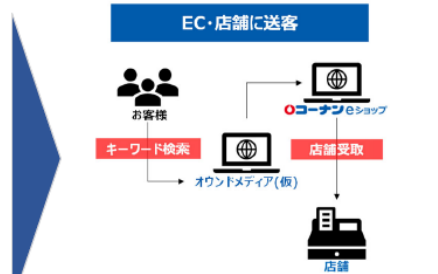 EC・店舗に送客
お客様
コーナンeショップ
キーワード検索
店舗受取
オウンドメディア(仮)
店舗